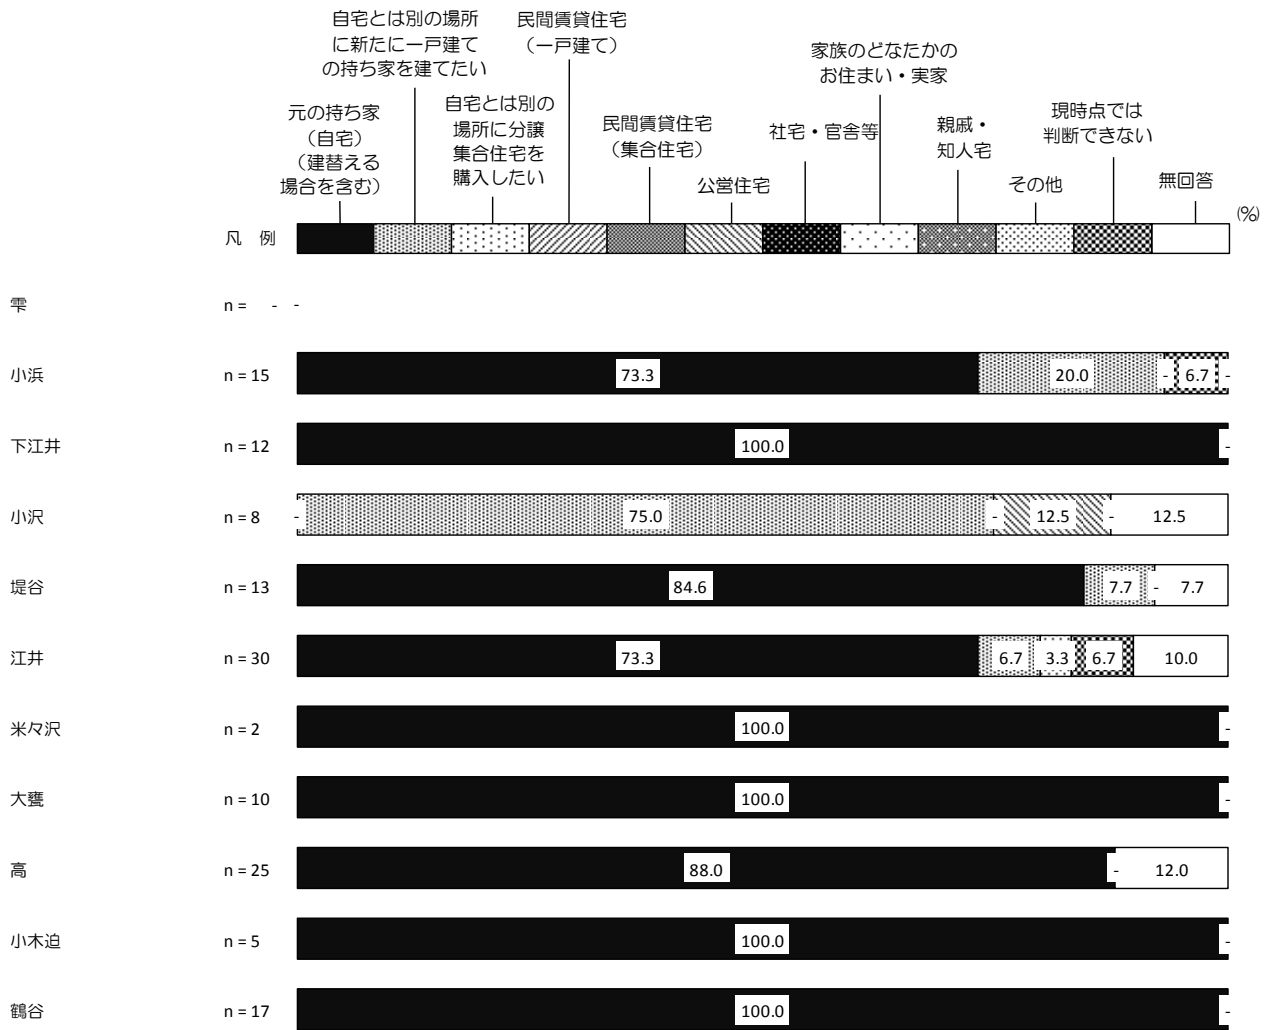 自宅とは別の場所
に新たに一戸建て
の持ち家を建てたい
民間賃貸住宅
（一戸建て）
家族のどなたかの
お住まい・実家
元の持ち家
（自宅）
（建替える
場合を含む）
自宅とは別の
場所に分譲
集合住宅を
購入したい
民間賃貸住宅
（集合住宅）
公営住宅
社宅・官舎等
親戚・
知人宅
その他
現時点では
判断できない
無回答
(%)
凡 例
雫 n = - -
小浜 n = 15 73.3 20.0 - 6.7 -
下江井 n = 12 100.0 -
小沢 n = 8 - 75.0 - 12.5 - 12.5
堤谷 n = 13 84.6 7.7 - 7.7
江井 n = 30 73.3 6.7 3.3 6.7 10.0
米々沢 n = 2 100.0 -
大甕 n = 10 100.0 -
高 n = 25 88.0 - 12.0
小木迫 n = 5 100.0 -
鶴谷 n = 17 100.0 -